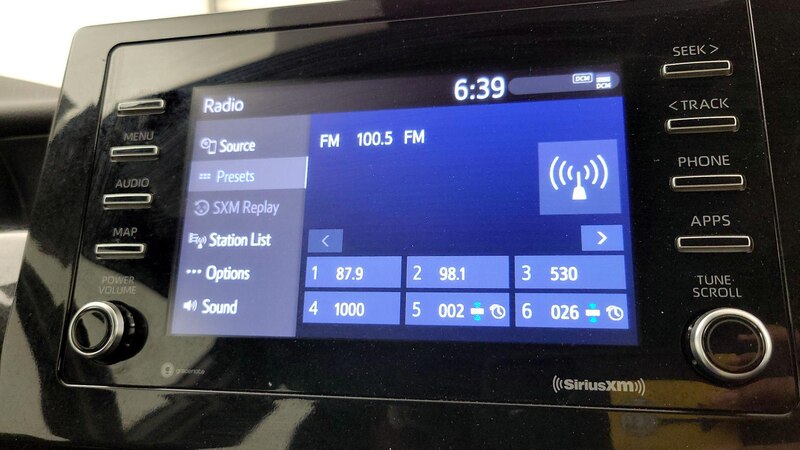 6:39 DCM DCM
Radio
Source
Presets
SXM Replay
Station List
Options
Sound
FM 100.5 FM
<
>
1 87.9
2 98.1
3 530
4 1000
5 002
6 026
MENU
AUDIO
MAP
POWER
VOLUME
gracenote
SEEK >
< TRACK
PHONE
APPS
TUNE·
SCROLL
((SiriusXM))